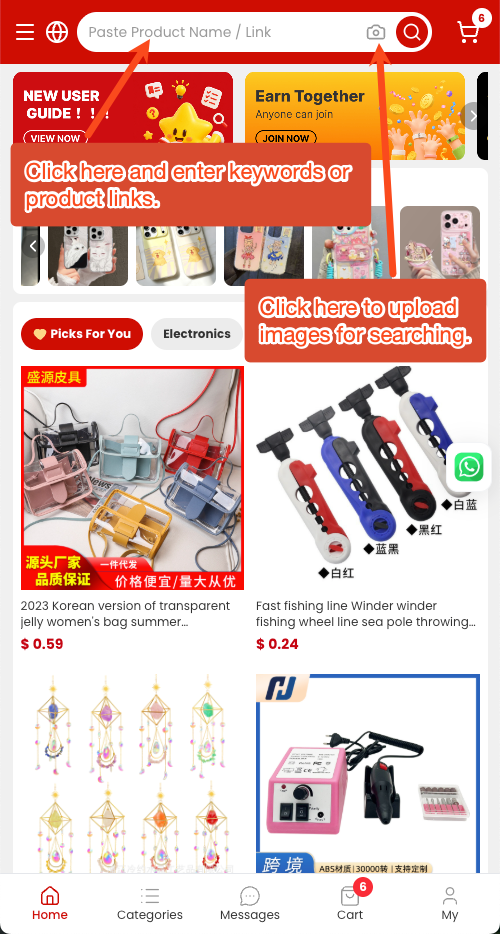 Paste Product Name / Link
6
NEW USER
GUIDE！！！
VIEW NOW
Earn Together
Anyone can join
JOIN NOW
Click here and enter keywords or
product links.
Click here to upload
images for searching.
Picks For You
Electronics
盛源皮具
源头厂家
品质保证
一件代发
价格便宜/量大从优
◆白蓝
◆黑红
◆蓝黑
◆白红
2023 Korean version of transparent
jelly women's bag summer…
$ 0.59
Fast fishing line Winder winder
fishing wheel line sea pole throwing…
$ 0.24
跨境
ABS材质|30000转|支持定制
Home
Categories
Messages
6
Cart
My